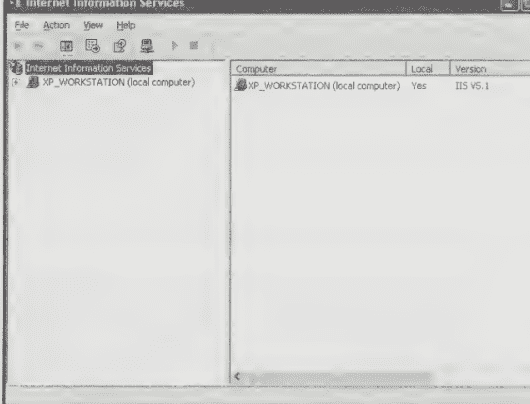 Internet Information Services
File Action View Help
Internet Information Services
XP_WORKSTATION (local computer)
Computer Local Version
XP_WORKSTATION (local computer) Yes IIS V5.1